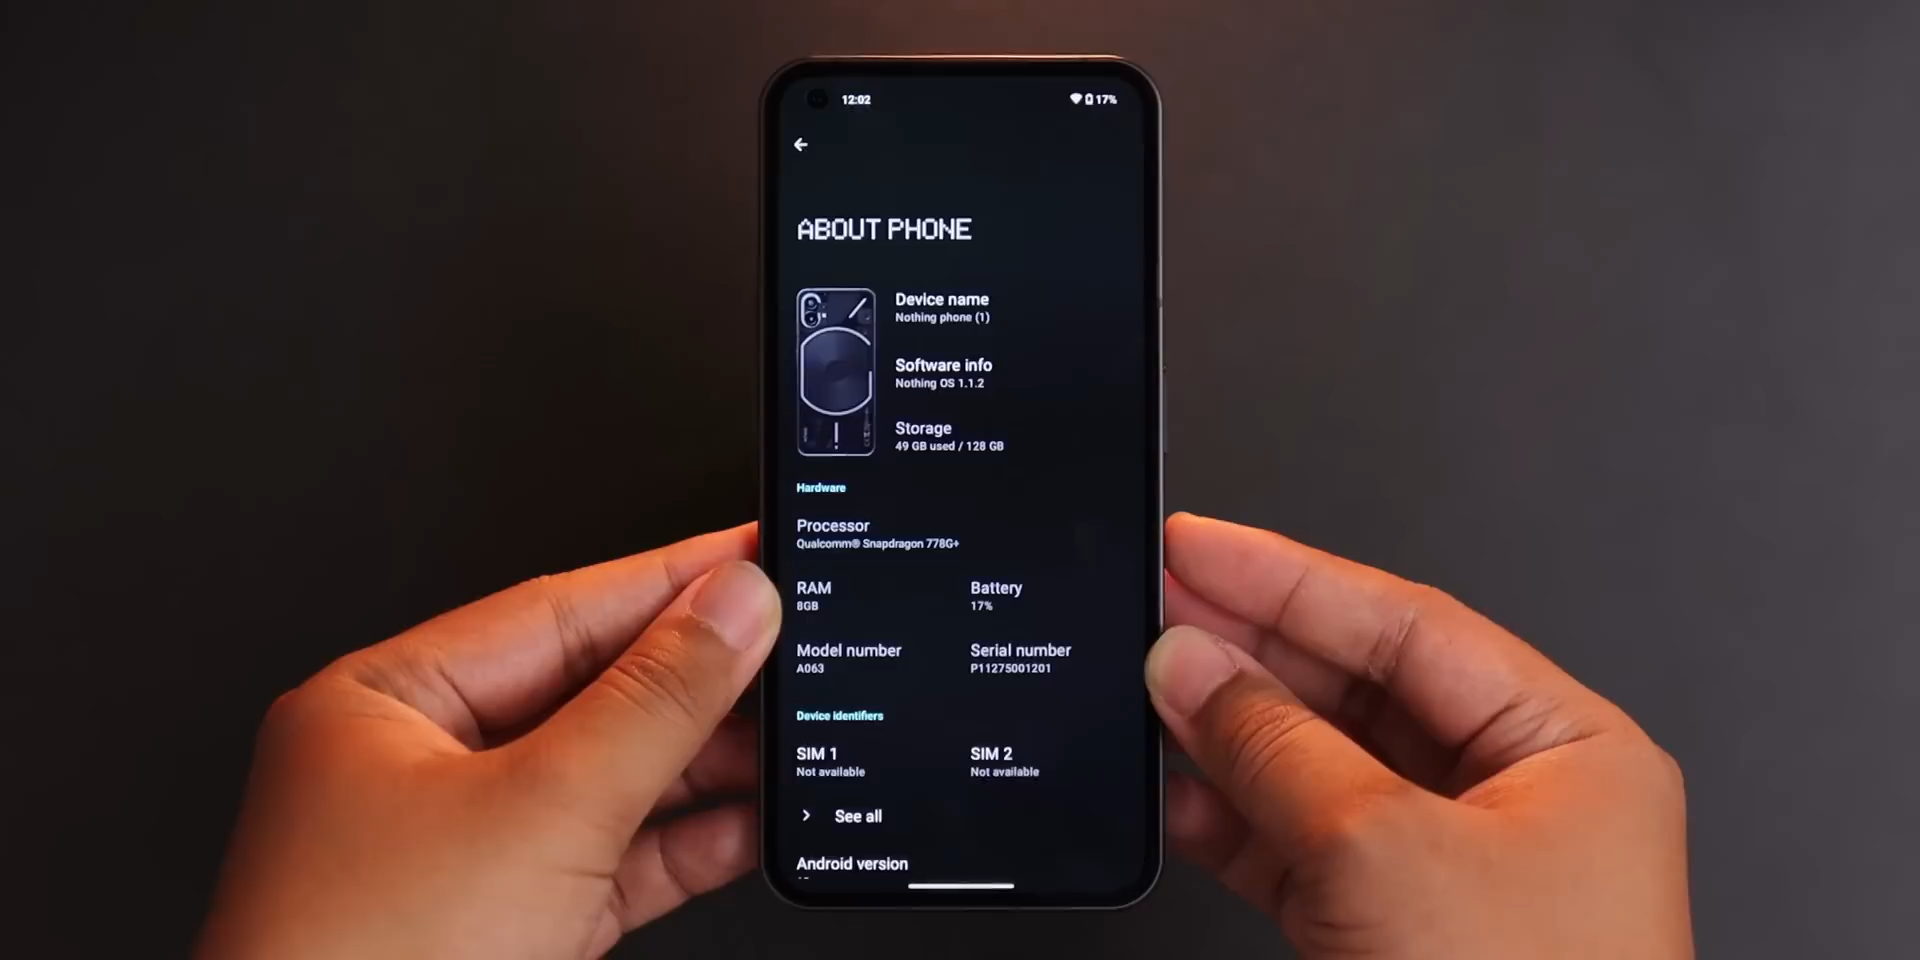 12:02
17%
ABOUT PHONE
Device name
Nothing phone (1)
Software info
Nothing OS 1.1.2
Storage
49 GB used / 128 GB
Hardware
Processor
Qualcomm® Snapdragon 778G+
RAM
Battery
8GB
17%
Model number
Serial number
A063
P11275001201
Device identifiers
SIM 1
SIM 2
Not available
Not available
See all
Android version